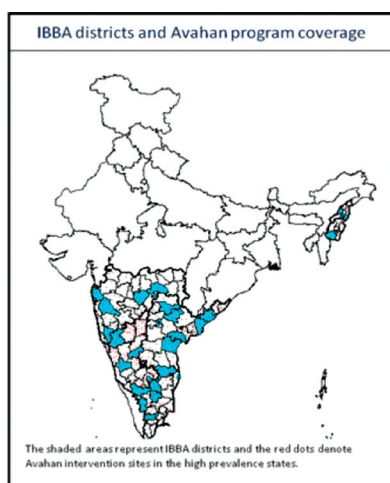 IBBA districts and Avahan program coverage
The shaded areas represent IBBA districts and the red dots denote
Avahan intervention sites in the high prevalence states.